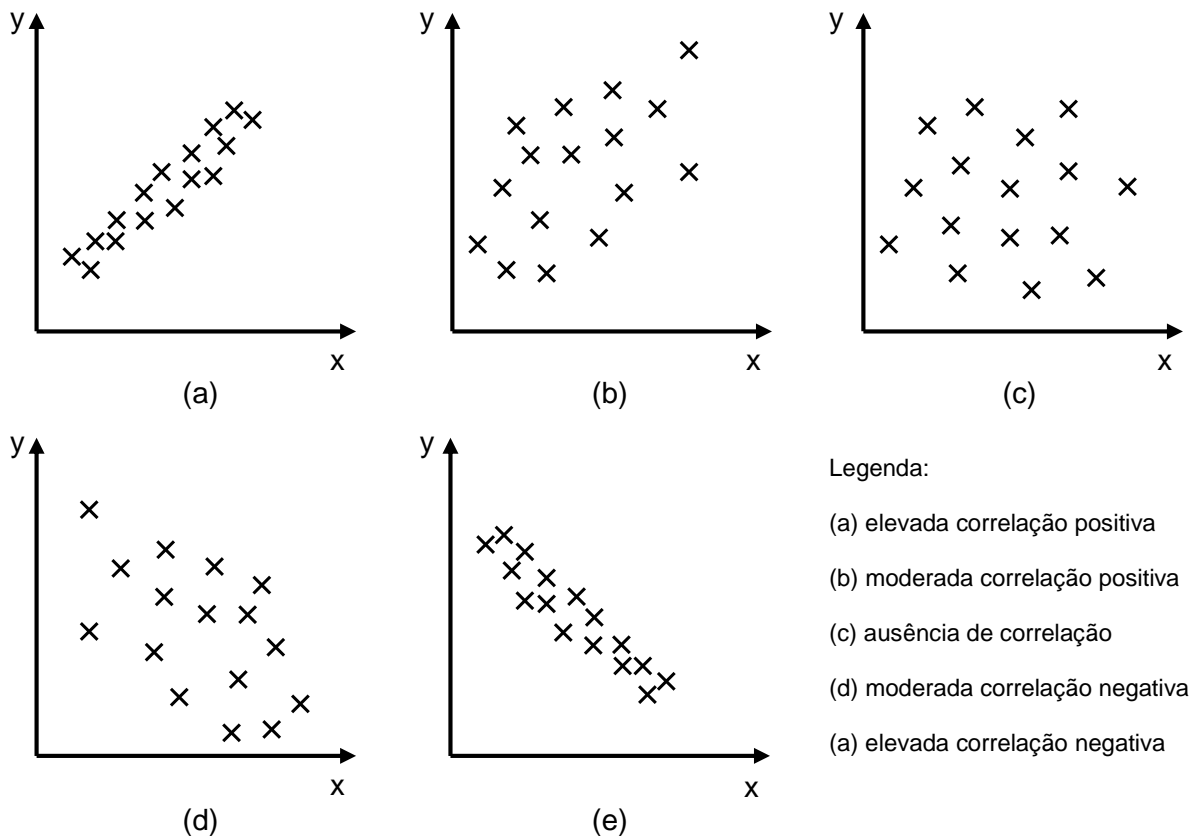 y
x
(a)
y
x
(b)
y
x
(c)
y
x
(d)
y
x
(e)
Legenda:
(a) elevada correlação positiva
(b) moderada correlação positiva
(c) ausência de correlação
(d) moderada correlação negativa
(a) elevada correlação negativa